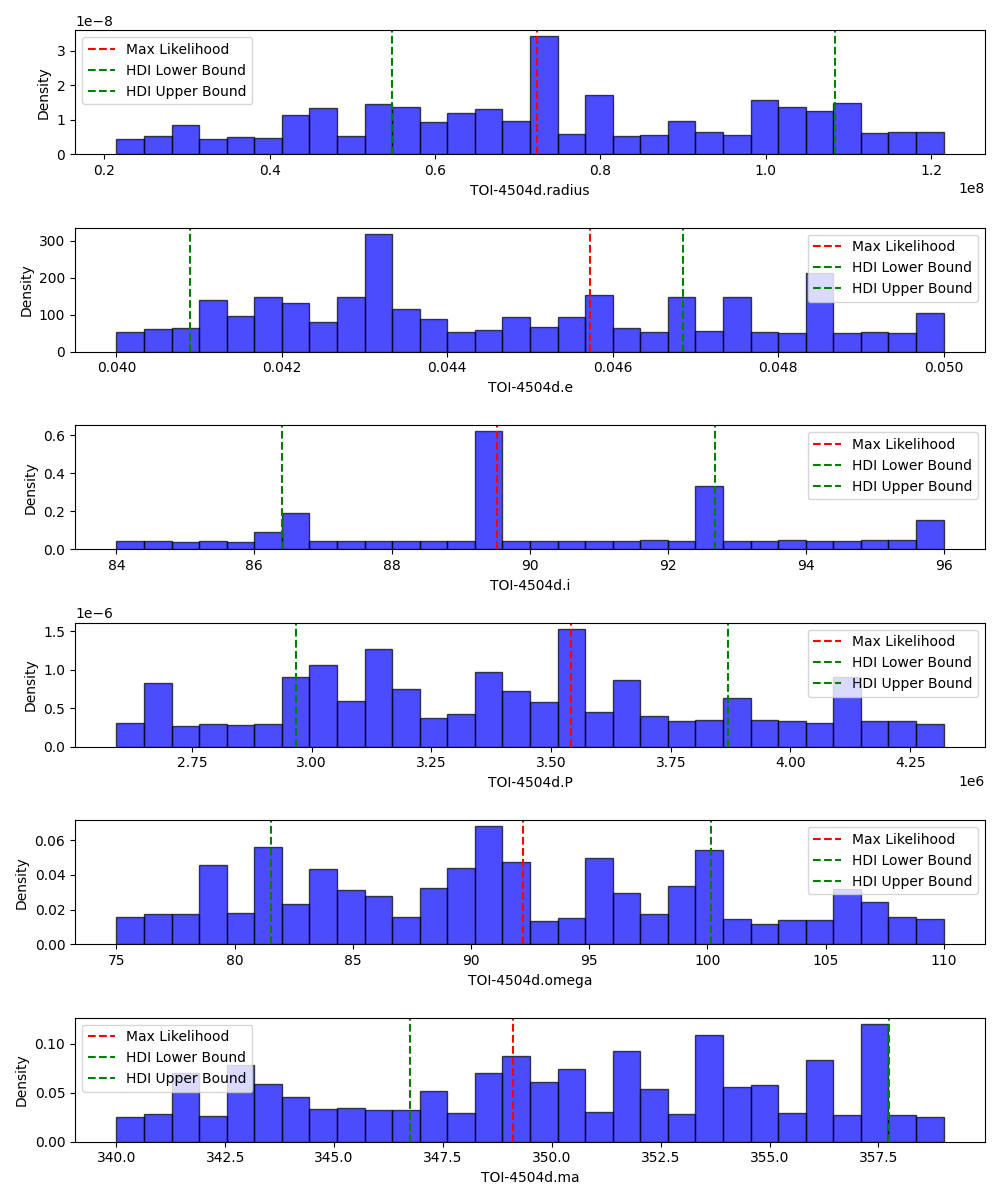 1e−8
Max Likelihood
HDI Lower Bound
HDI Upper Bound
Density
0 1 2 3
0.2 0.4 0.6 0.8 1.0 1.2
1e8
TOI-4504d.radius
Max Likelihood
HDI Lower Bound
HDI Upper Bound
Density
0 100 200 300
0.040 0.042 0.044 0.046 0.048 0.050
TOI-4504d.e
Max Likelihood
HDI Lower Bound
HDI Upper Bound
Density
0.0 0.2 0.4 0.6
84 86 88 90 92 94 96
TOI-4504d.i
1e−6
Max Likelihood
HDI Lower Bound
HDI Upper Bound
Density
0.0 0.5 1.0 1.5
2.75 3.00 3.25 3.50 3.75 4.00 4.25
1e6
TOI-4504d.P
Max Likelihood
HDI Lower Bound
HDI Upper Bound
Density
0.00 0.02 0.04 0.06
75 80 85 90 95 100 105 110
TOI-4504d.omega
Max Likelihood
HDI Lower Bound
HDI Upper Bound
Density
0.00 0.05 0.10
340.0 342.5 345.0 347.5 350.0 352.5 355.0 357.5
TOI-4504d.ma